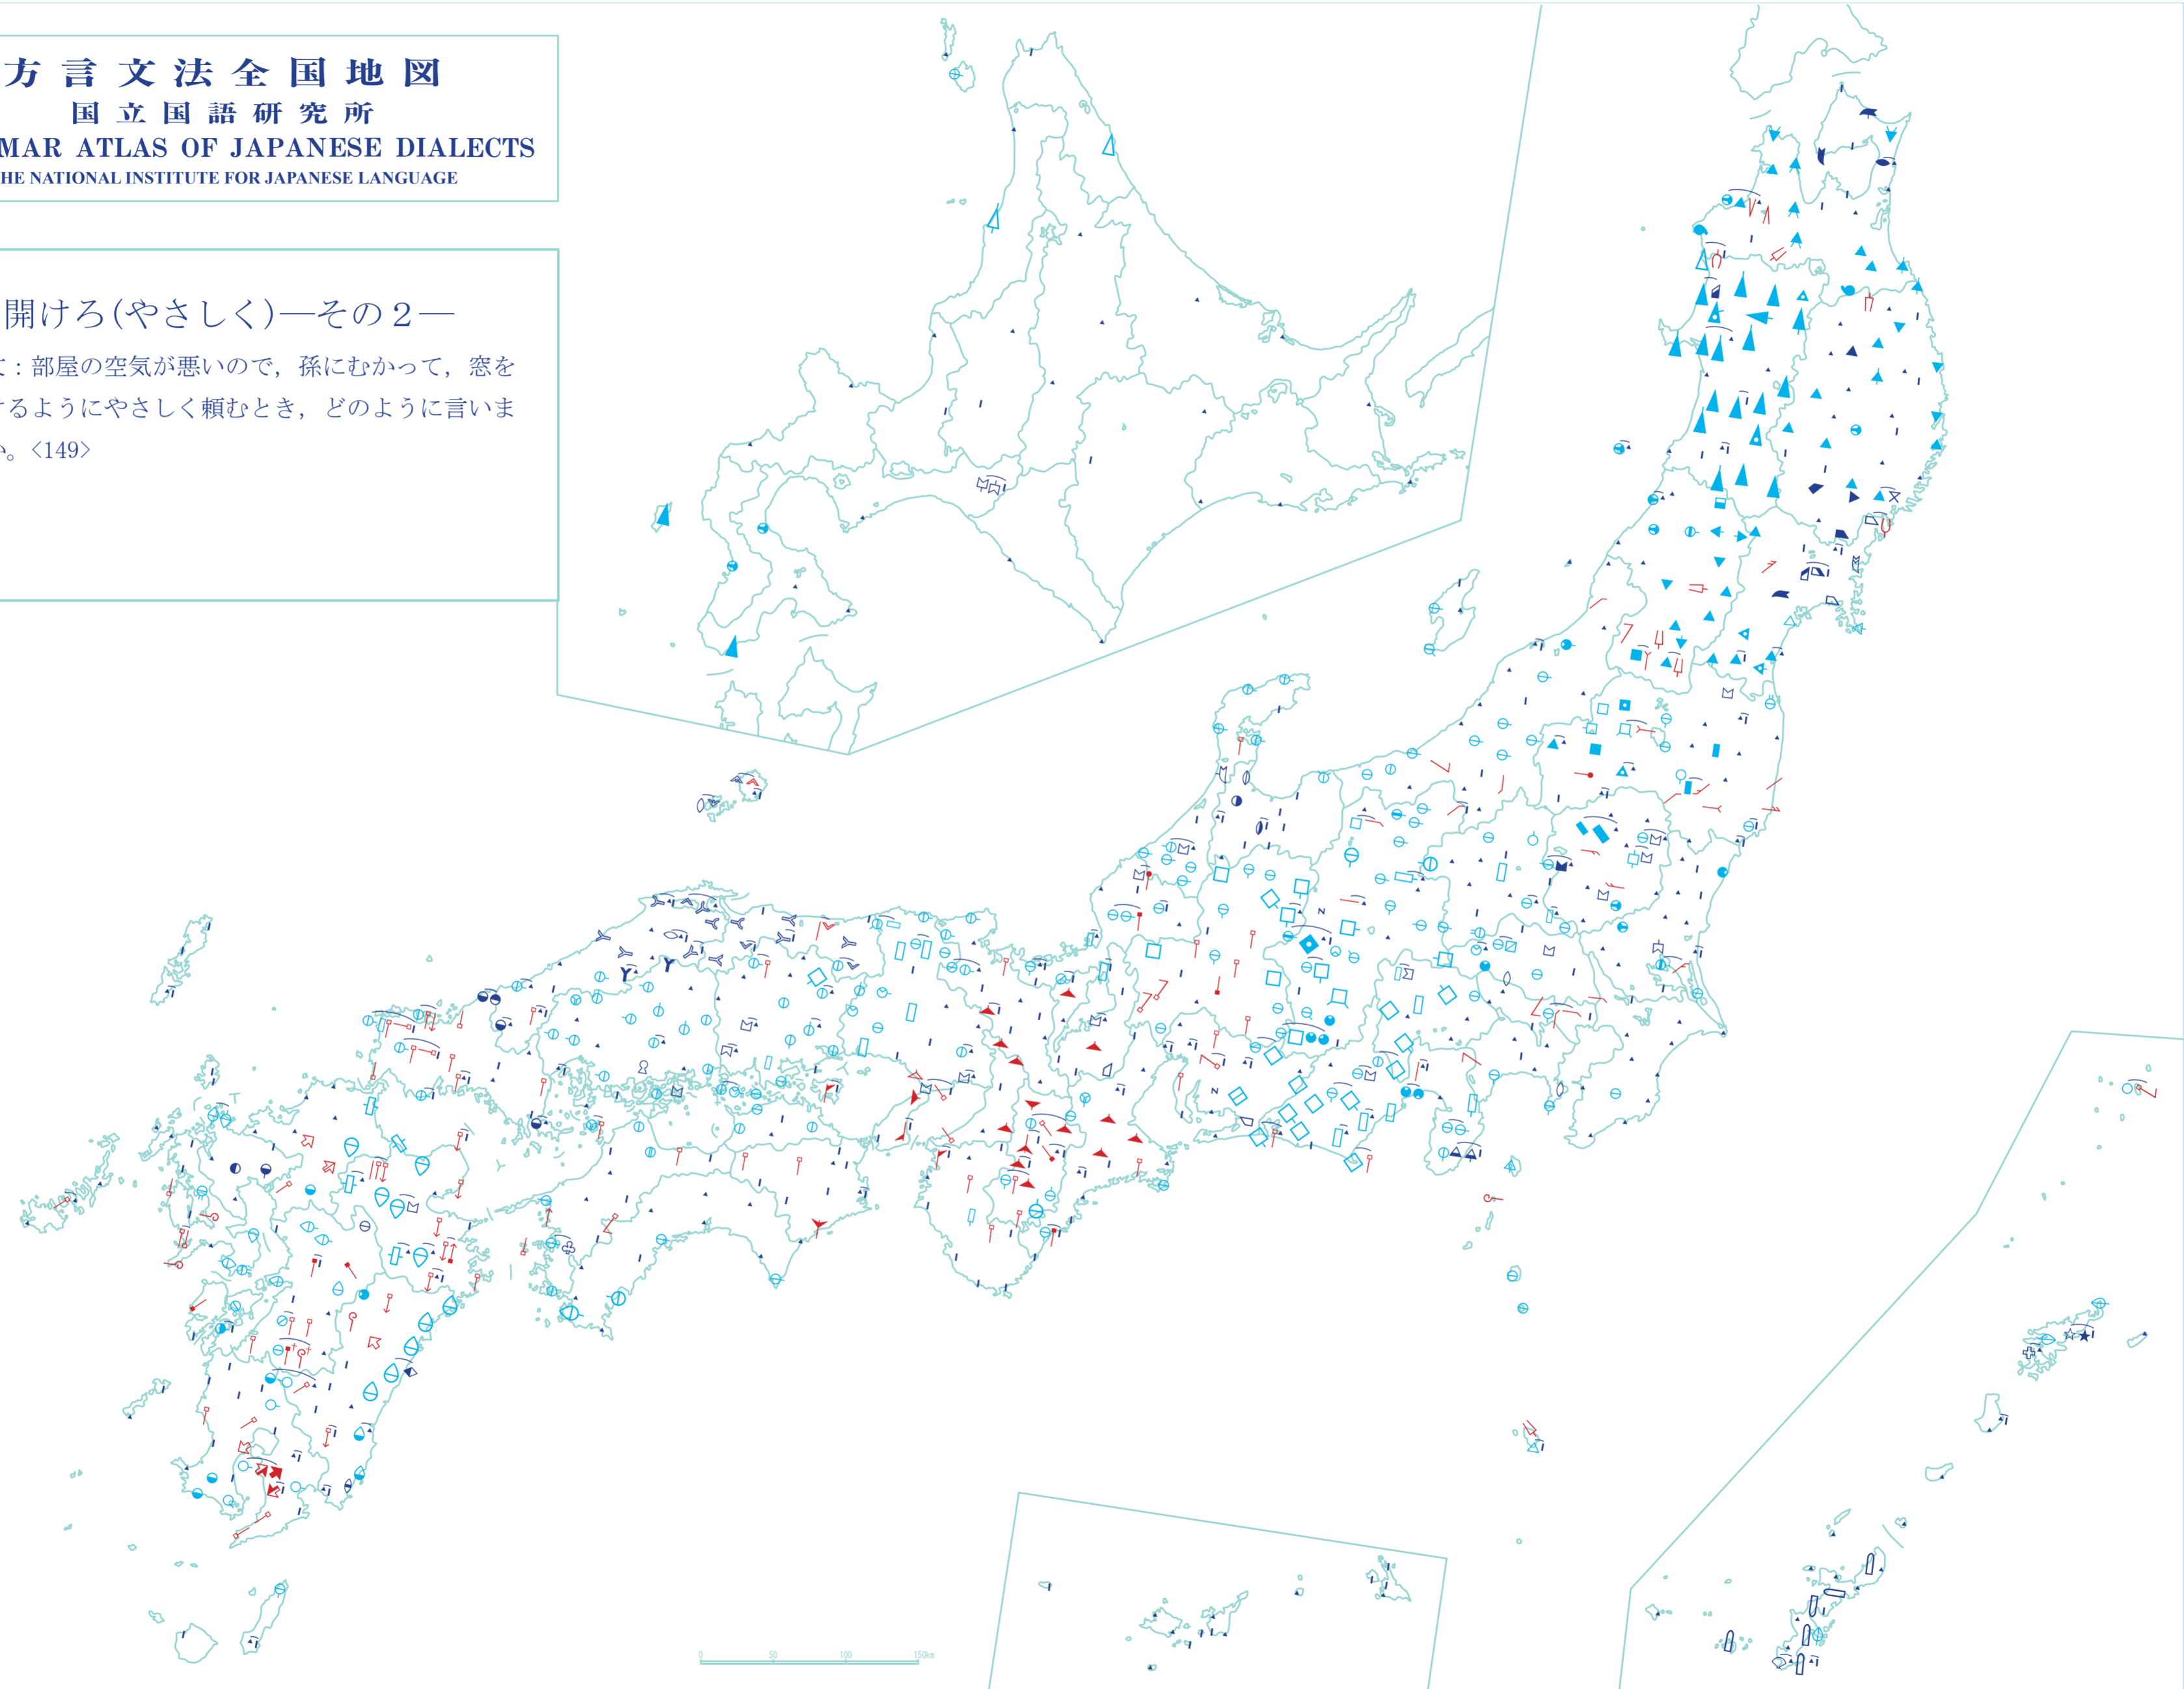 方言文法全国地図
国立国語研究所
MAR ATLAS OF JAPANESE DIALECTS
HE NATIONAL INSTITUTE FOR JAPANESE LANGUAGE
開けろ(やさしく)―その2―
:部屋の空気が悪いので,孫にむかって,窓を
るようにやさしく頼むとき,どのように言いま
。〈149〉
0 50 100 150km